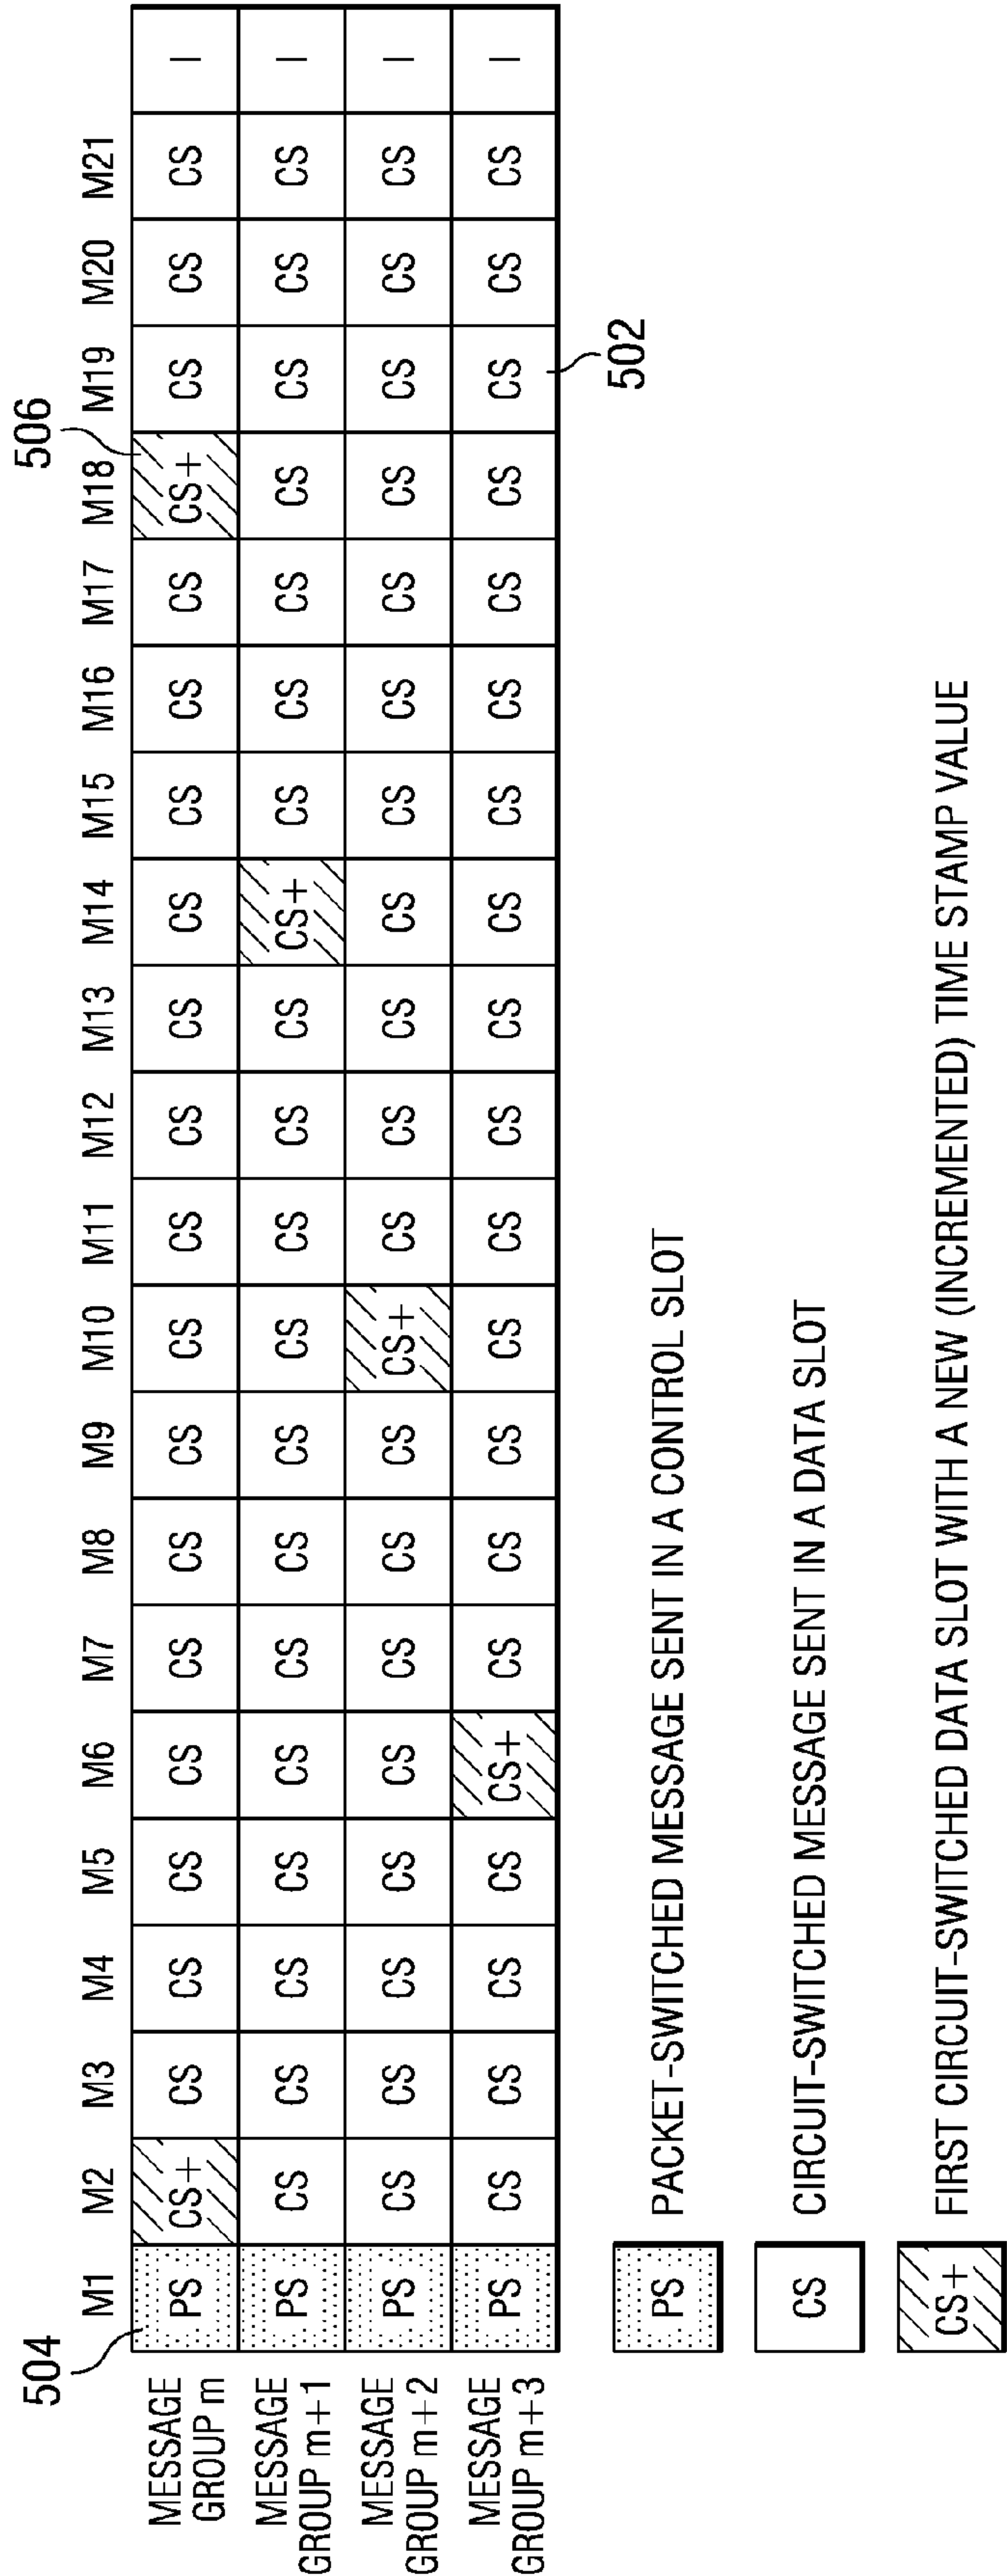 506
504
M1 M2 M3 M4 M5 M6 M7 M8 M9 M10 M11 M12 M13 M14 M15 M16 M17 M18 M19 M20 M21
MESSAGE
GROUP m
PS CS+ CS CS CS CS CS CS CS CS CS CS CS CS CS CS CS CS+ CS CS CS I
MESSAGE
GROUP m+1
PS CS CS CS CS CS CS CS CS CS CS CS CS CS+ CS CS CS CS CS CS CS I
MESSAGE
GROUP m+2
PS CS CS CS CS CS CS CS CS CS+ CS CS CS CS CS CS CS CS CS CS CS I
MESSAGE
GROUP m+3
PS CS CS CS CS CS+ CS CS CS CS CS CS CS CS CS CS CS CS CS CS CS I
502
PS PACKET-SWITCHED MESSAGE SENT IN A CONTROL SLOT
CS CIRCUIT-SWITCHED MESSAGE SENT IN A DATA SLOT
CS+ FIRST CIRCUIT-SWITCHED DATA SLOT WITH A NEW (INCREMENTED) TIME STAMP VALUE